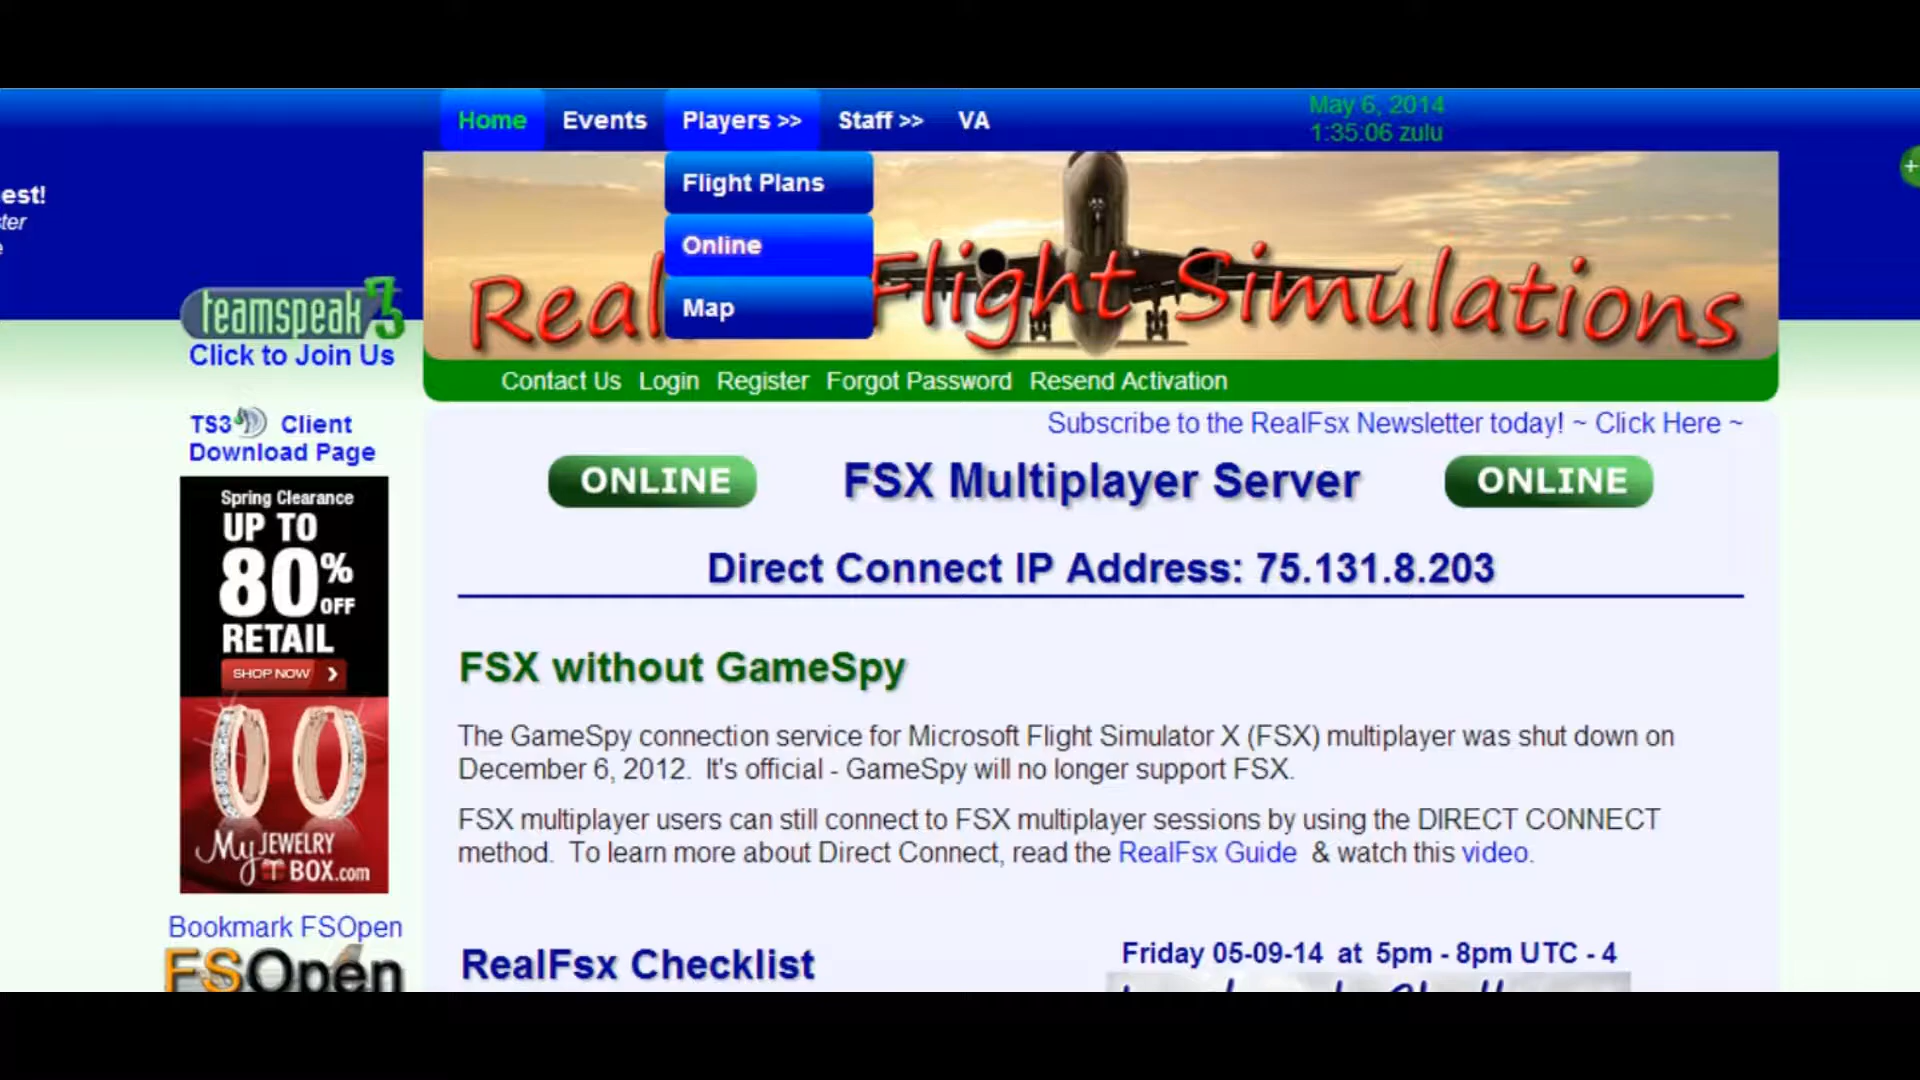 Home Events Players >> Staff >> VA
May 6, 2014
1:35:06 zulu
est!
ter
e
Flight Plans
Online
Map
Real Flight Simulations
teamspeak 3
Click to Join Us
Contact Us Login Register Forgot Password Resend Activation
TS3 Client
Download Page
Subscribe to the RealFsx Newsletter today! ~ Click Here ~
ONLINE FSX Multiplayer Server ONLINE
Direct Connect IP Address: 75.131.8.203
Spring Clearance
UP TO
80% OFF
RETAIL
SHOP NOW
My JEWELRY
BOX.com
FSX without GameSpy
The GameSpy connection service for Microsoft Flight Simulator X (FSX) multiplayer was shut down on
December 6, 2012. It's official - GameSpy will no longer support FSX.
FSX multiplayer users can still connect to FSX multiplayer sessions by using the DIRECT CONNECT
method. To learn more about Direct Connect, read the RealFsx Guide & watch this video.
Bookmark FSOpen
FSOpen
RealFsx Checklist
Friday 05-09-14 at 5pm - 8pm UTC - 4